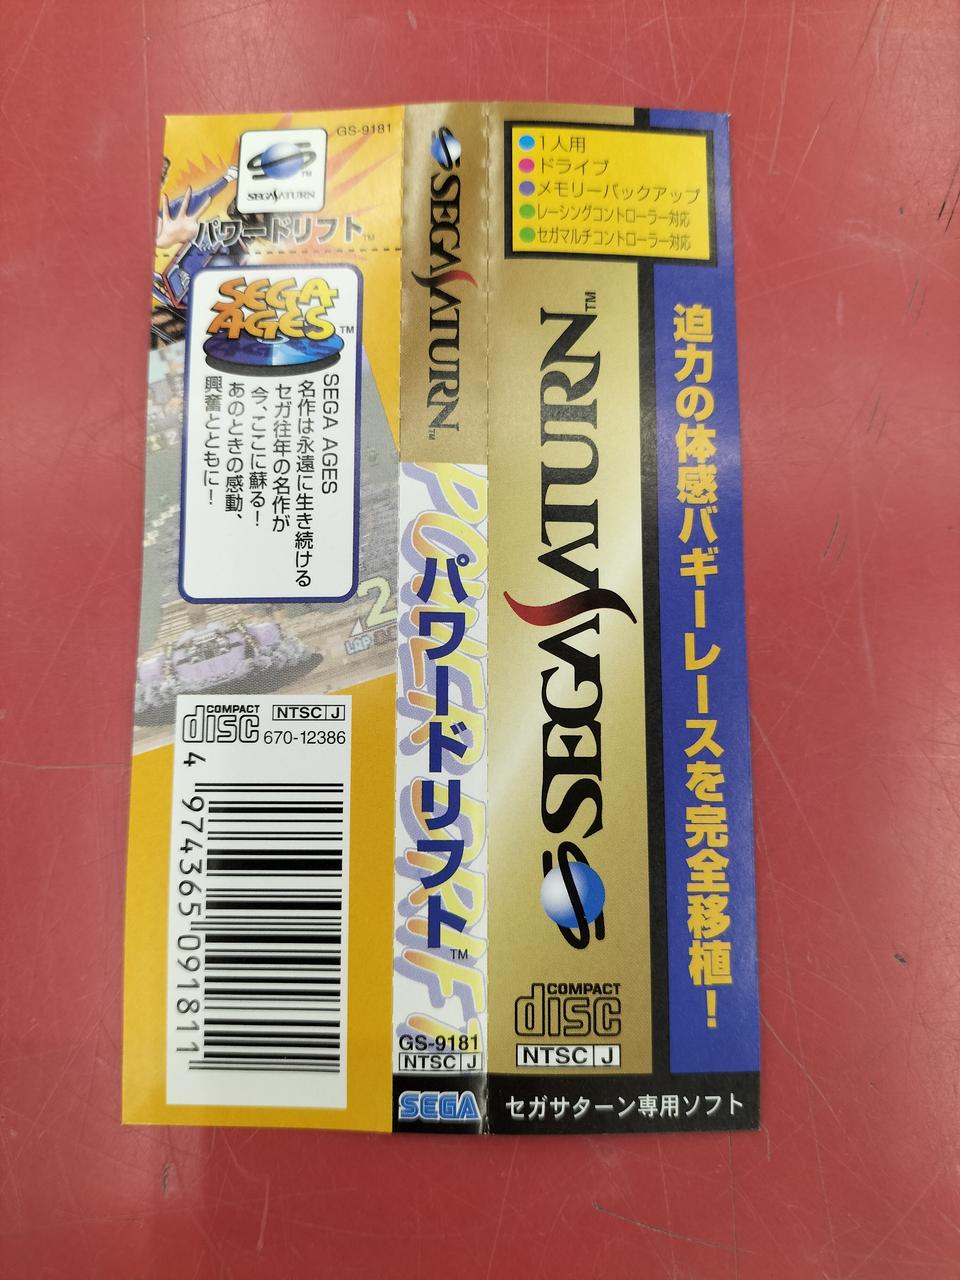 GS-9181
SEGA SATURN
TM
パワードリフト
TM
SEGA
AGES
TM
SEGA AGES
名作は永遠に生き続ける
セガ往年の名作が
今、ここに蘇る！
あのときの感動、
興奮とともに！
2
LAP
COMPACT
disc
NTSC J
670-12386
4 974365 091811
SEGA SATURN
TM
POWER DRIFT
パワードリフト
TM
GS-9181
NTSC J
SEGA
1人用
ドライブ
メモリーバックアップ
レーシングコントローラー対応
セガマルチコントローラー対応
SEGA SATURN
TM
COMPACT
disc
NTSC J
迫力の体感バギーレースを完全移植！
セガサターン専用ソフト